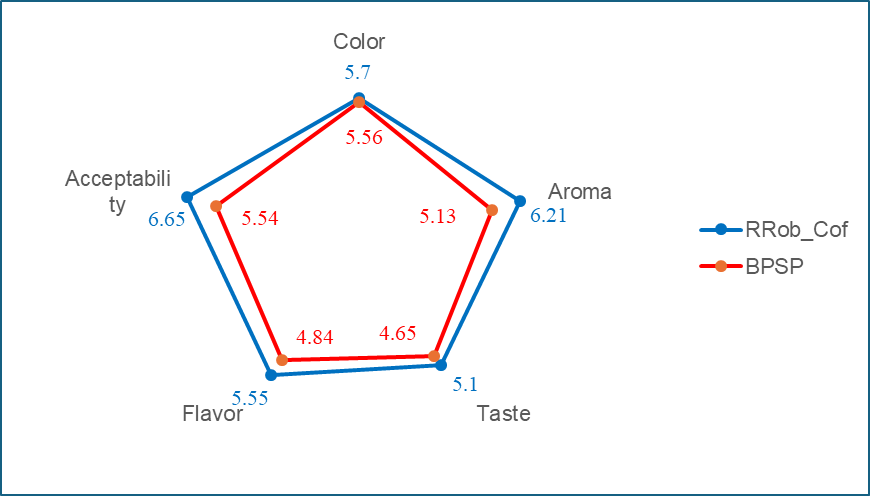 Color
5.7
5.56
Acceptabili
ty
6.65
5.54
5.13
Aroma
6.21
RRob_Cof
BPSP
4.84
4.65
5.55
5.1
Flavor
Taste